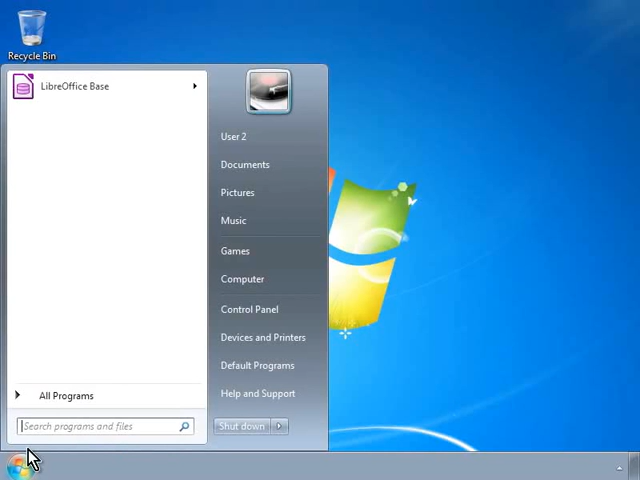 Recycle Bin
LibreOffice Base
User 2
Documents
Pictures
Music
Games
Computer
Control Panel
Devices and Printers
Default Programs
Help and Support
All Programs
Search programs and files
Shut down